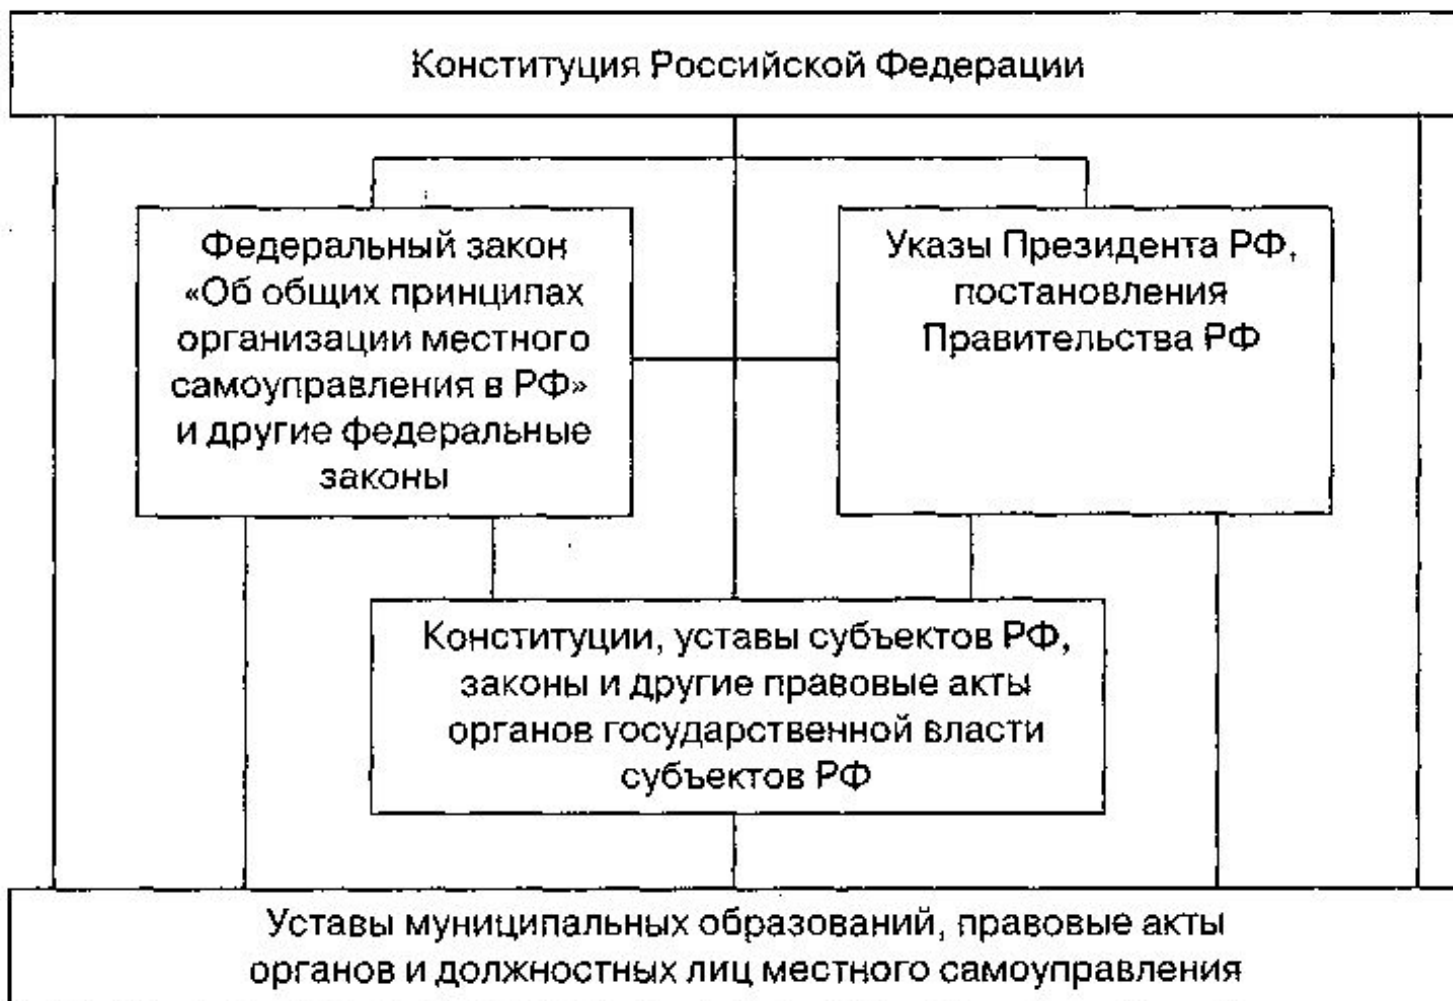 Конституция Российской Федерации
Федеральный закон
«Об общих принципах
организации местного
самоуправления в РФ»
и другие федеральные
законы
Указы Президента РФ,
постановления
Правительства РФ
Конституции, уставы субъектов РФ,
законы и другие правовые акты
органов государственной власти
субъектов РФ
Уставы муниципальных образований, правовые акты
органов и должностных лиц местного самоуправления